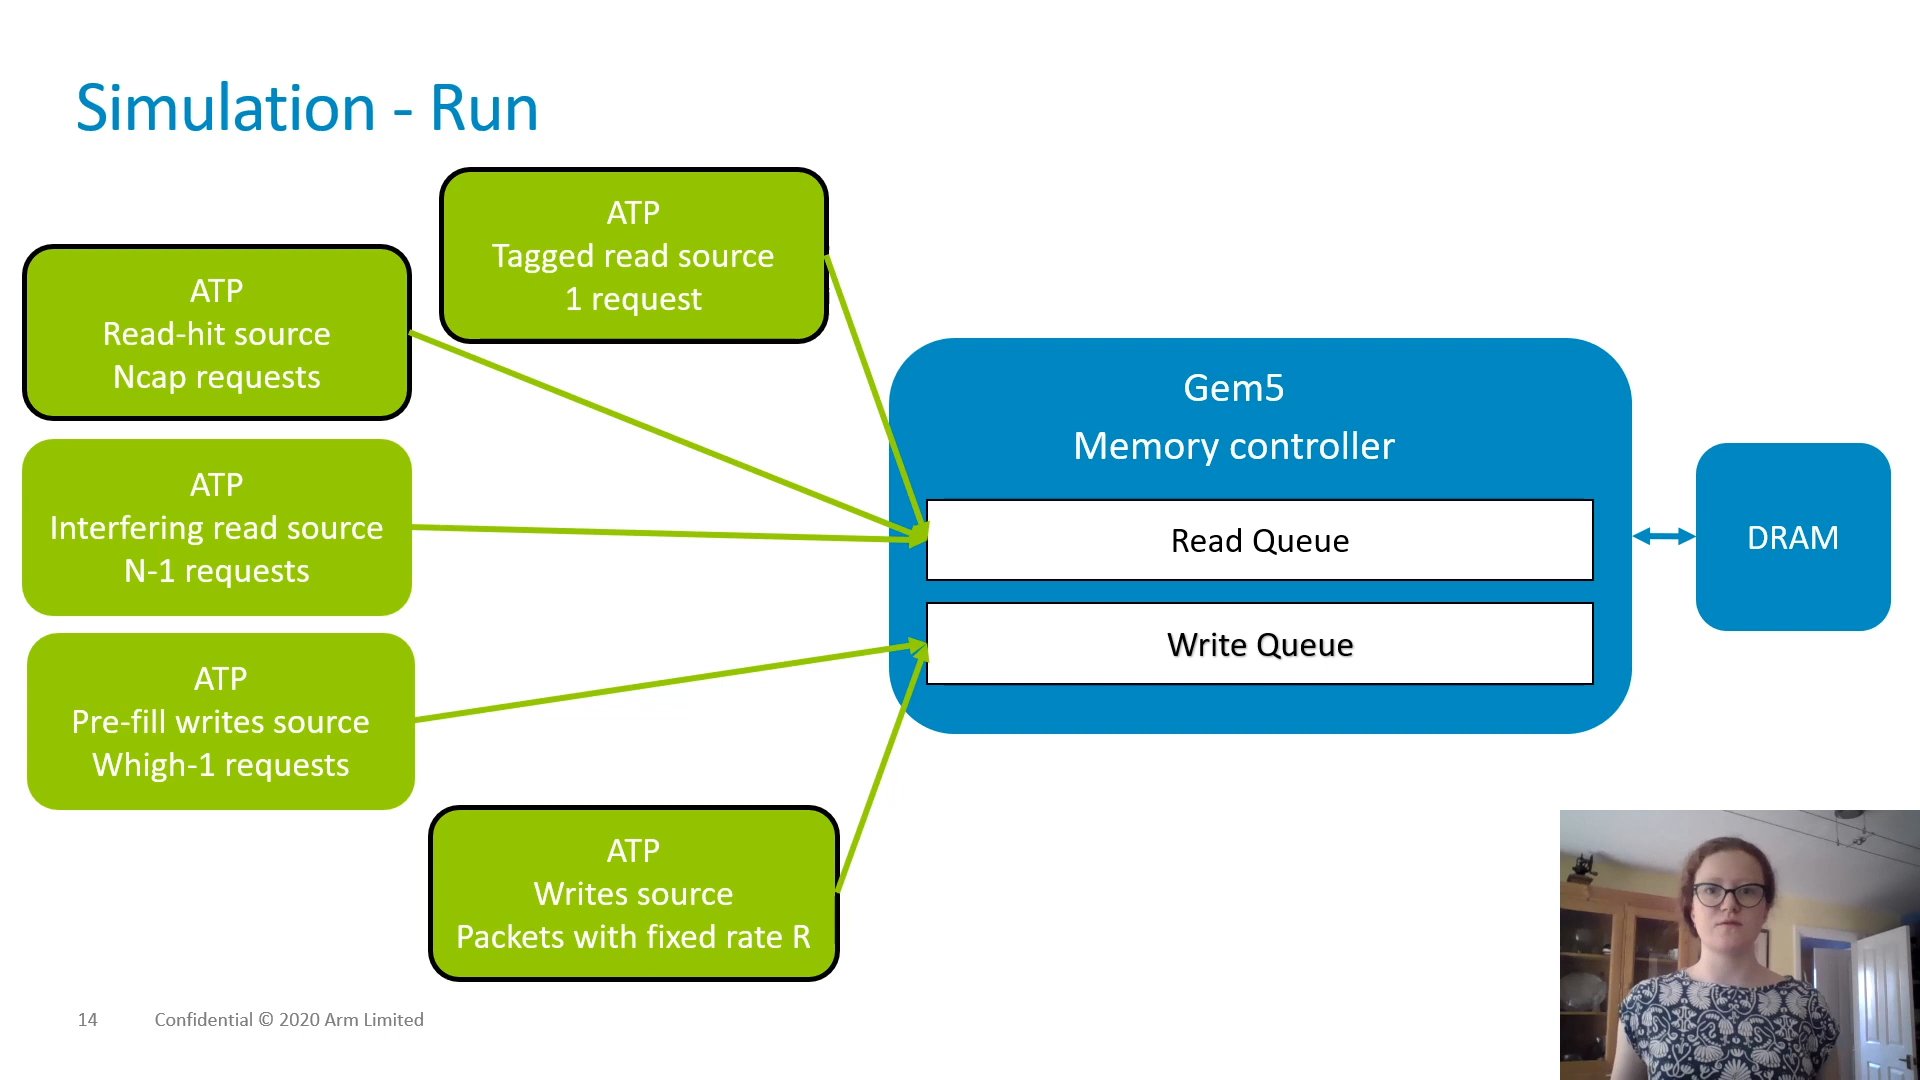 Simulation - Run
ATP
Tagged read source
1 request
ATP
Read-hit source
Ncap requests
ATP
Interfering read source
N-1 requests
ATP
Pre-fill writes source
Whigh-1 requests
ATP
Writes source
Packets with fixed rate R
Gem5
Memory controller
Read Queue
Write Queue
DRAM
14
Confidential © 2020 Arm Limited